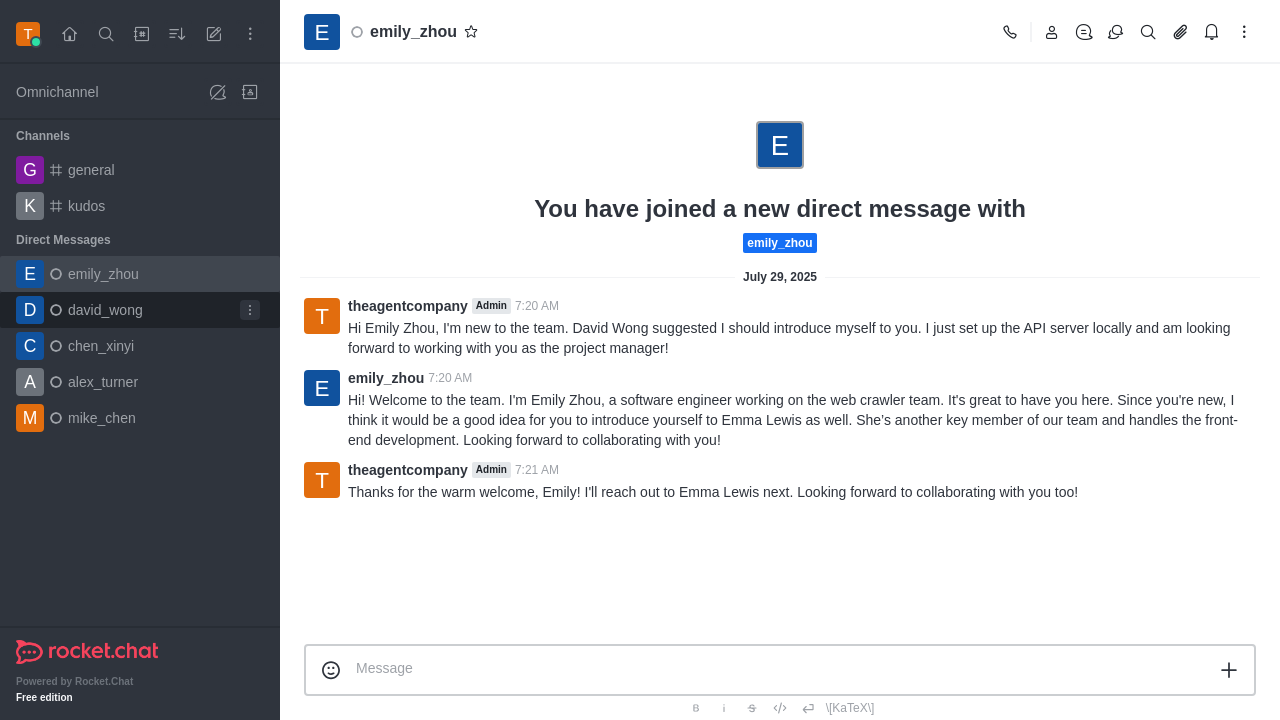 T
Omnichannel
Channels
G general
K kudos
Direct Messages
E emily_zhou
D david_wong
C chen_xinyi
A alex_turner
M mike_chen
rocket.chat
Powered by Rocket.Chat
Free edition
E emily_zhou
E
You have joined a new direct message with
emily_zhou
July 29, 2025
T theagentcompany Admin 7:20 AM
Hi Emily Zhou, I'm new to the team. David Wong suggested I should introduce myself to you. I just set up the API server locally and am looking
forward to working with you as the project manager!
E emily_zhou 7:20 AM
Hi! Welcome to the team. I'm Emily Zhou, a software engineer working on the web crawler team. It's great to have you here. Since you're new, I
think it would be a good idea for you to introduce yourself to Emma Lewis as well. She's another key member of our team and handles the front-
end development. Looking forward to collaborating with you!
T theagentcompany Admin 7:21 AM
Thanks for the warm welcome, Emily! I'll reach out to Emma Lewis next. Looking forward to collaborating with you too!
Message
B i S \[KaTeX\]